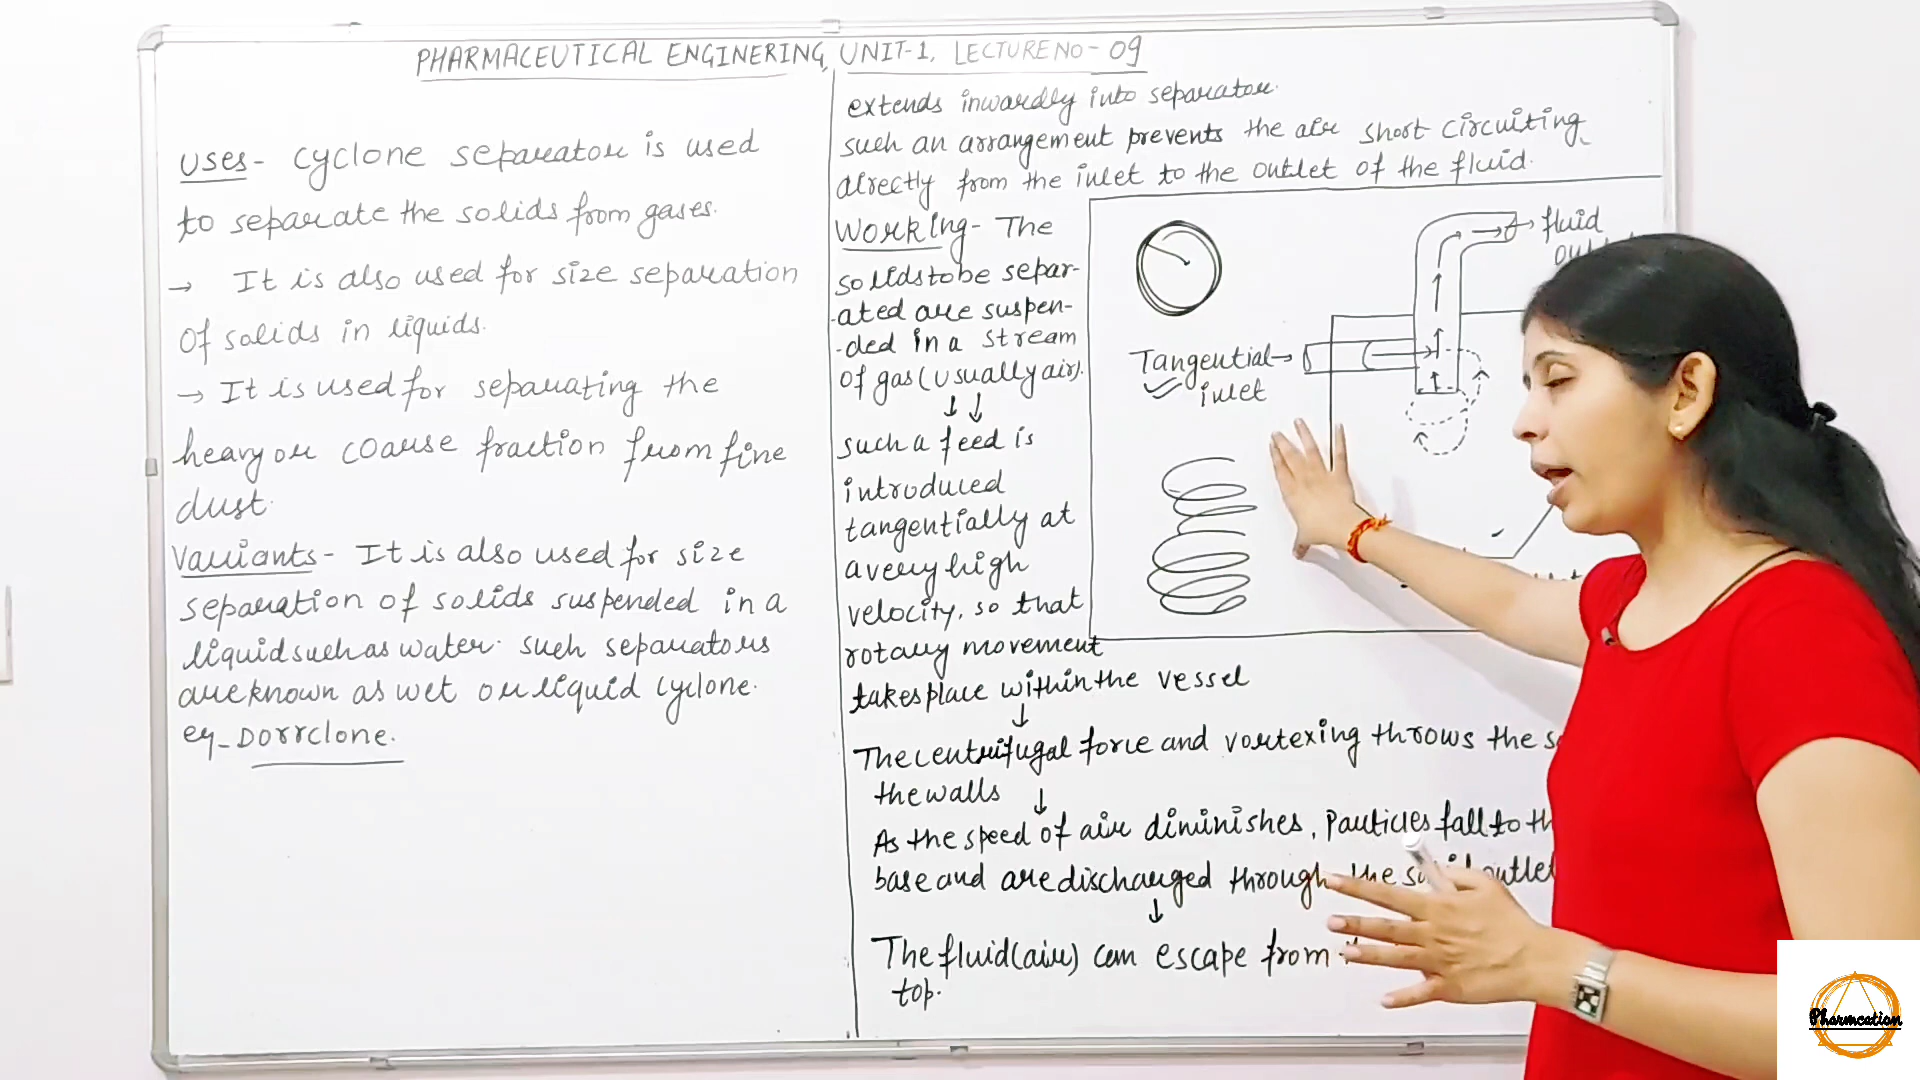 PHARMACEUTICAL ENGINERING, UNIT-1, LECTURE NO - 09
Uses - Cyclone separator is used
to separate the solids from gases.
→ It is also used for size separation
of solids in liquids.
→ It is used for separating the
heavy or coarse fraction from fine
dust.
Variants - It is also used for size
separation of solids suspended in a
liquid such as water. such separators
are known as wet or liquid cyclone.
eg - Dorrclone.
extends inwardly into separator.
such an arrangement prevents the air short circuiting
directly from the inlet to the outlet of the fluid.
Working - The
solids to be separ-
-ated are suspen-
-ded in a stream
of gas (usually air).
↓ ↓
such a feed is
introduced
tangentially at
a very high
velocity, so that
rotary movement
takes place within the vessel
↓
The centrifugal force and vortexing throws the
the walls ↓
As the speed of air diminishes, Particles fall to
base and are discharged through the outlet
↓
The fluid (air) can escape from
top.
→ fluid
Tangential →
inlet
Pharmcation